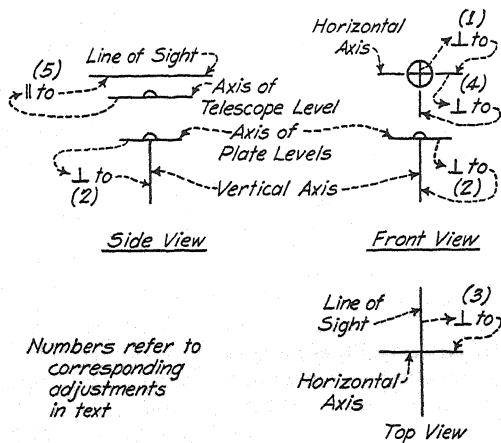 Line of Sight
(5)
|| to
Axis of
Telescope Level
Axis of
Plate Levels
⊥ to
(2)
Vertical Axis
Side View
Horizontal
Axis
(1)
⊥ to
(4)
⊥ to
⊥ to
(2)
Front View
Numbers refer to
corresponding
adjustments
in text
Line of
Sight
(3)
⊥ to
Horizontal
Axis
Top View